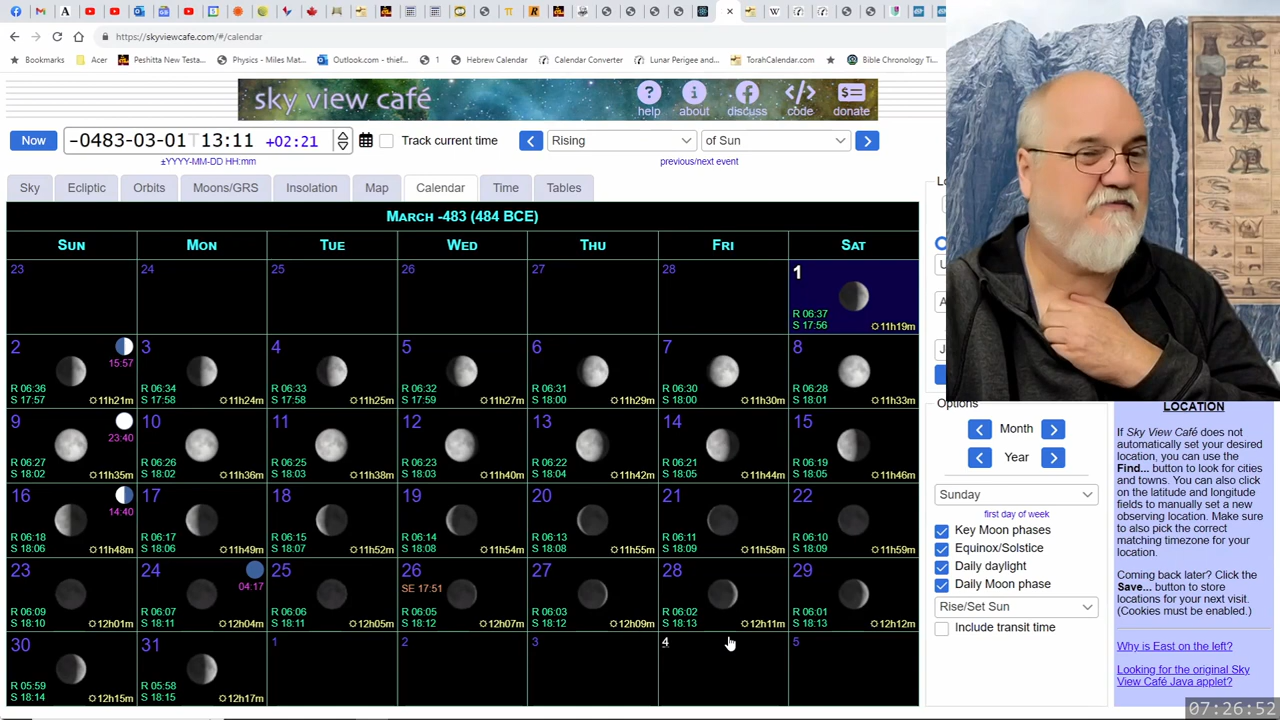 https://skyviewcafe.com/#/calendar
Bookmarks Acer Peshitta New Testa... Physics - Miles Mat... Outlook.com - thief... 1 Hebrew Calendar Calendar Converter Lunar Perigee and... TorahCalendar.com Bible Chronology Ti...
sky view café help about discuss code donate
Now -0483-03-01T13:11 +02:21 Track current time Rising of Sun
±YYYY-MM-DD HH:mm previous/next event
Sky Ecliptic Orbits Moons/GRS Insolation Map Calendar Time Tables
MARCH -483 (484 BCE)
SUN MON TUE WED THU FRI SAT
23 24 25 26 27 28 1
R 06:37
S 17:56 11h19m
2 3 4 5 6 7 8
15:57
R 06:36 R 06:34 R 06:33 R 06:32 R 06:31 R 06:30 R 06:28
S 17:57 11h21m S 17:58 11h24m S 17:58 11h25m S 17:59 11h27m S 18:00 11h29m S 18:00 11h30m S 18:01 11h33m
9 10 11 12 13 14 15
23:40
R 06:27 R 06:26 R 06:25 R 06:23 R 06:22 R 06:21 R 06:19
S 18:02 11h35m S 18:02 11h36m S 18:03 11h38m S 18:03 11h40m S 18:04 11h42m S 18:05 11h44m S 18:05 11h46m
16 17 18 19 20 21 22
14:40
R 06:18 R 06:17 R 06:15 R 06:14 R 06:13 R 06:11 R 06:10
S 18:06 11h48m S 18:06 11h49m S 18:07 11h52m S 18:08 11h54m S 18:08 11h55m S 18:09 11h58m S 18:09 11h59m
23 24 25 26 27 28 29
04:17 SE 17:51
R 06:09 R 06:07 R 06:06 R 06:05 R 06:03 R 06:02 R 06:01
S 18:10 12h01m S 18:11 12h04m S 18:11 12h05m S 18:12 12h07m S 18:12 12h09m S 18:13 12h11m S 18:13 12h12m
30 31 1 2 3 4 5
R 05:59 R 05:58
S 18:14 12h15m S 18:15 12h17m
Options
Month
Year
Sunday
first day of week
Key Moon phases
Equinox/Solstice
Daily daylight
Daily Moon phase
Rise/Set Sun
Include transit time
LOCATION
If Sky View Café does not
automatically set your desired
location, you can use the
Find... button to look for cities
and towns. You can also click
on the latitude and longitude
fields to manually set a new
observing location. Make sure
to also pick the correct
matching timezone for your
location.
Coming back later? Click the
Save... button to store
locations for your next visit.
(Cookies must be enabled.)
Why is East on the left?
Looking for the original Sky
View Café Java applet?
07:26:52